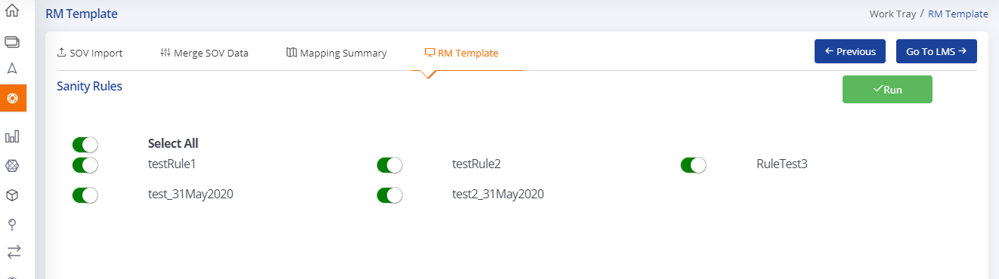 RM Template
Work Tray / RM Template
SOV Import Merge SOV Data Mapping Summary RM Template
Previous Go To LMS
Sanity Rules
Run
Select All
testRule1 testRule2 RuleTest3
test_31May2020 test2_31May2020